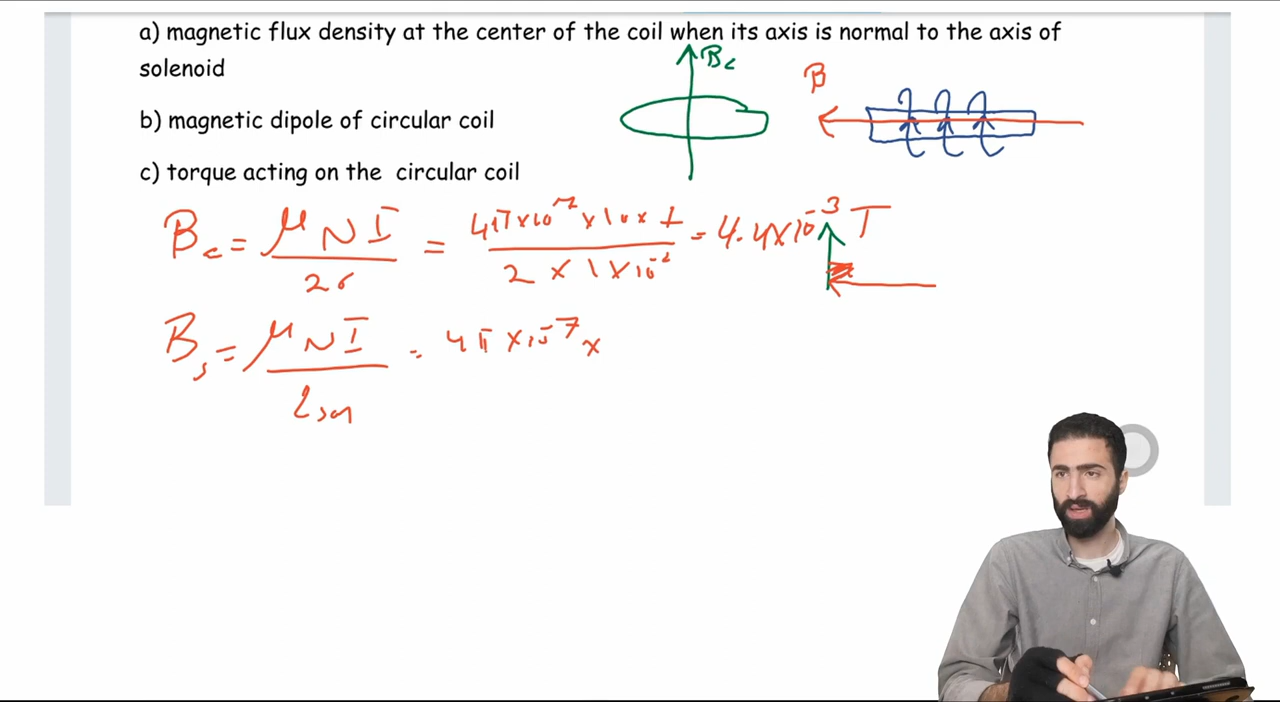 a) magnetic flux density at the center of the coil when its axis is normal to the axis of
solenoid
Bc
B
b) magnetic dipole of circular coil
c) torque acting on the circular coil
Bc = μNI / 2r = 4π×10⁻⁷ × 10 × 1 / 2 × 1 × 10⁻² = 4.4×10⁻³ T
Bs = μNI / lsol = 4π×10⁻⁷ ×